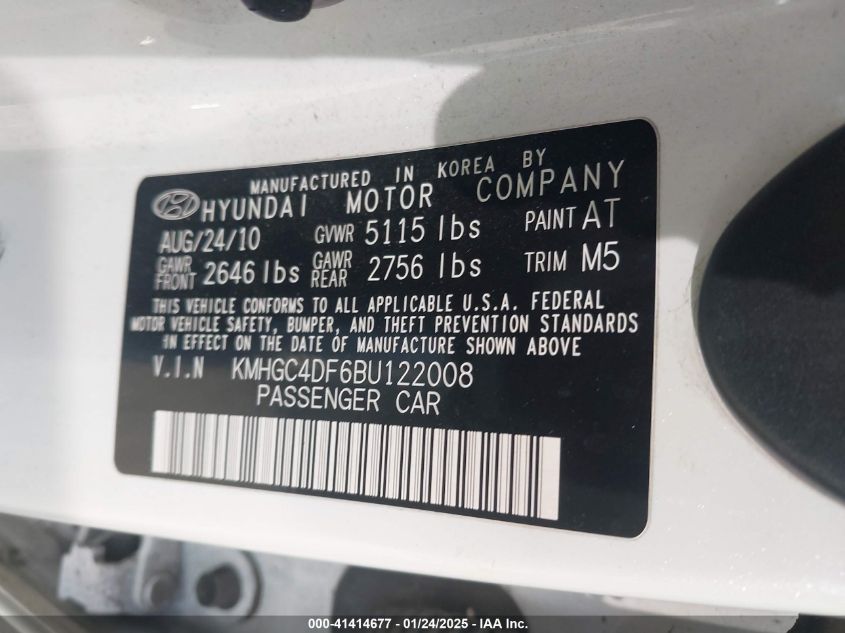 MANUFACTURED IN KOREA BY
HYUNDAI MOTOR COMPANY
AUG/24/10 GVWR 5115 lbs PAINT AT
GAWR FRONT 2646 lbs GAWR REAR 2756 lbs TRIM M5
THIS VEHICLE CONFORMS TO ALL APPLICABLE U.S.A. FEDERAL
MOTOR VEHICLE SAFETY, BUMPER, AND THEFT PREVENTION STANDARDS
IN EFFECT ON THE DATE OF MANUFACTURE SHOWN ABOVE
V.I.N KMHGC4DF6BU122008
PASSENGER CAR
000-41414677 | 01/24/2025 | IAA Inc.